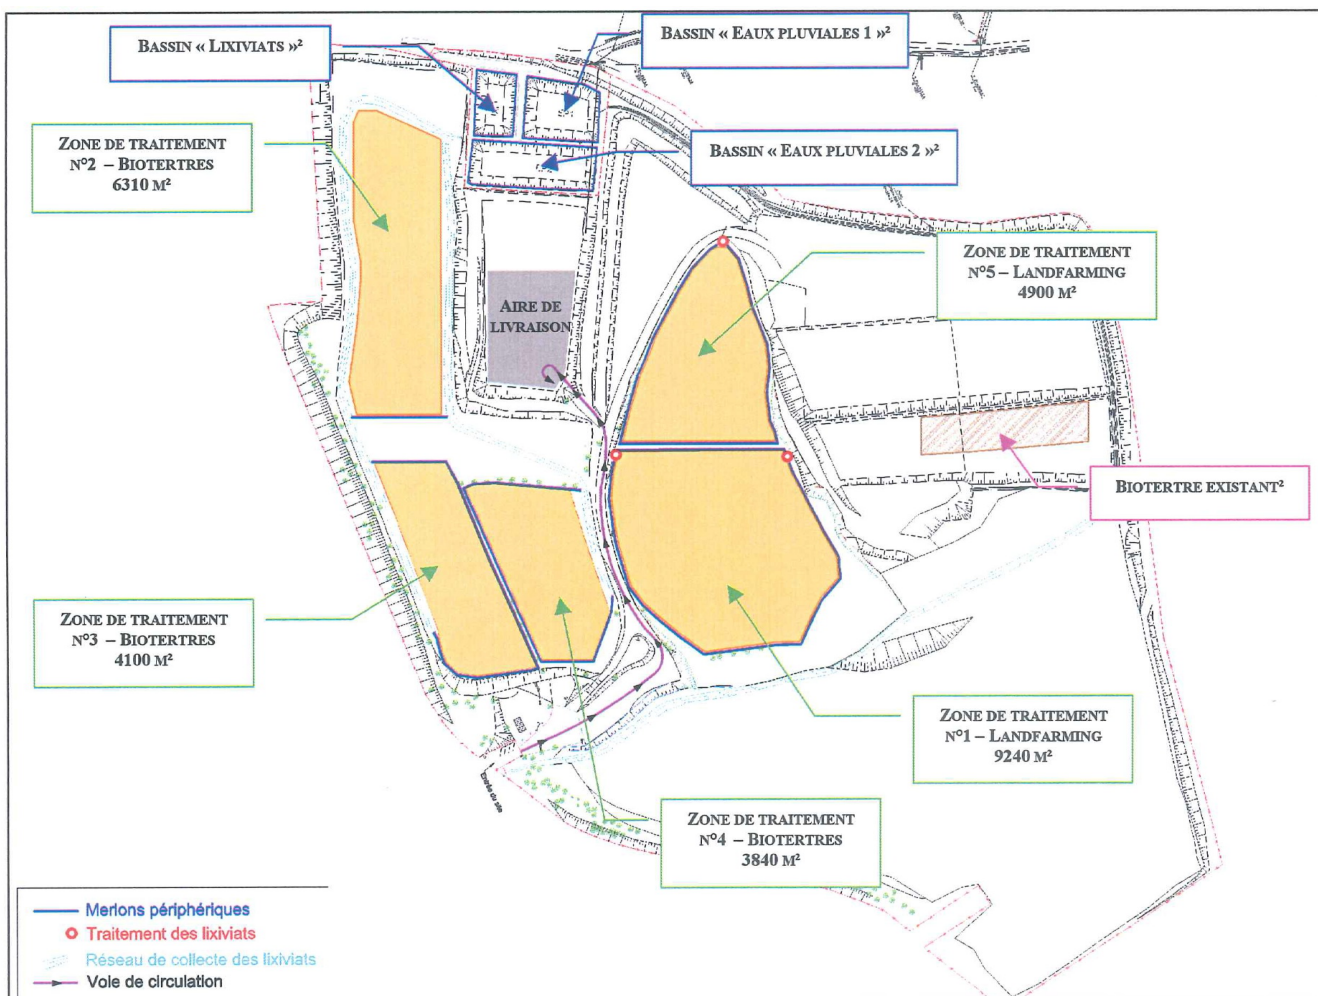 BASSIN « LIXIVIATS »²
BASSIN « EAUX PLUVIALES 1 »²
ZONE DE TRAITEMENT
N°2 – BIOTERTRES
6310 M²
BASSIN « EAUX PLUVIALES 2 »²
ZONE DE TRAITEMENT
N°5 – LANDFARMING
4900 M²
AIRE DE
LIVRAISON
BIOTERTRE EXISTANT²
ZONE DE TRAITEMENT
N°3 – BIOTERTRES
4100 M²
ZONE DE TRAITEMENT
N°1 – LANDFARMING
9240 M²
Entrée du site
ZONE DE TRAITEMENT
N°4 – BIOTERTRES
3840 M²
Merlons périphériques
Traitement des lixiviats
Réseau de collecte des lixiviats
Voie de circulation